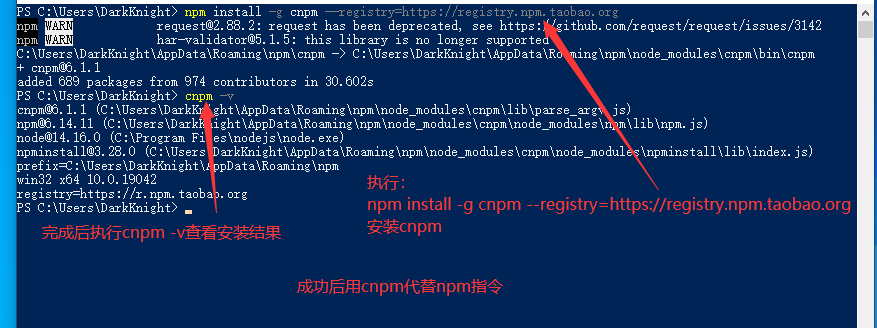 PS C:\Users\DarkKnight> npm install -g cnpm --registry=https://registry.npm.taobao.org
npm WARN request@2.88.2: request has been deprecated, see https://github.com/request/request/issues/3142
npm WARN har-validator@5.1.5: this library is no longer supported
C:\Users\DarkKnight\AppData\Roaming\npm\cnpm -> C:\Users\DarkKnight\AppData\Roaming\npm\node_modules\cnpm\bin\cnpm
+ cnpm@6.1.1
added 689 packages from 974 contributors in 30.602s
PS C:\Users\DarkKnight> cnpm -v
cnpm@6.1.1 (C:\Users\DarkKnight\AppData\Roaming\npm\node_modules\cnpm\lib\parse_argv.js)
npm@6.14.11 (C:\Users\DarkKnight\AppData\Roaming\npm\node_modules\cnpm\node_modules\npm\lib\npm.js)
node@14.16.0 (C:\Program Files\nodejs\node.exe)
npminstall@3.28.0 (C:\Users\DarkKnight\AppData\Roaming\npm\node_modules\cnpm\node_modules\npminstall\lib\index.js)
prefix=C:\Users\DarkKnight\AppData\Roaming\npm
win32 x64 10.0.19042
registry=https://r.npm.taobao.org
PS C:\Users\DarkKnight>
执行：
npm install -g cnpm --registry=https://registry.npm.taobao.org
安装cnpm
完成后执行cnpm -v查看安装结果
成功后用cnpm代替npm指令